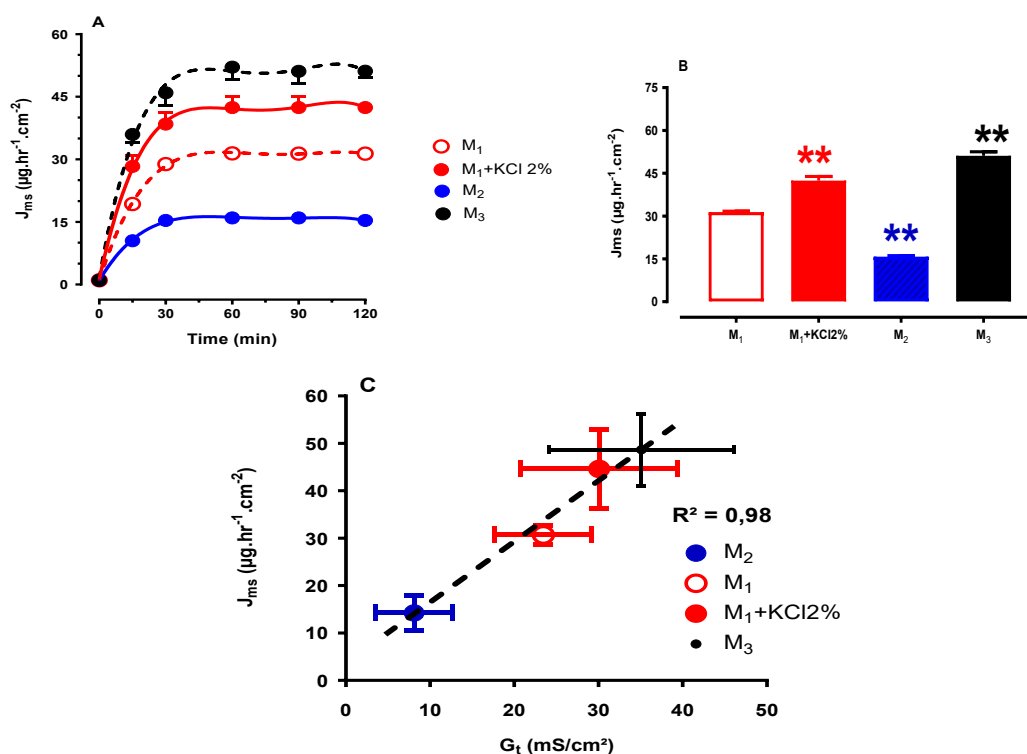 A
60
45
30
15
0
J_ms (µg.hr⁻¹.cm⁻²)
0 30 60 90 120
Time (min)
M₁
M₁+KCl 2%
M₂
M₃
B
75
60
45
30
15
0
Jms (µg.hr⁻¹.cm⁻²)
** ** **
M₁ M₁+KCl2% M₂ M₃
C
60
50
40
30
20
10
0
J_ms (µg.hr⁻¹.cm⁻²)
R² = 0,98
M₂
M₁
M₁+KCl2%
M₃
0 10 20 30 40 50
G_t (mS/cm²)